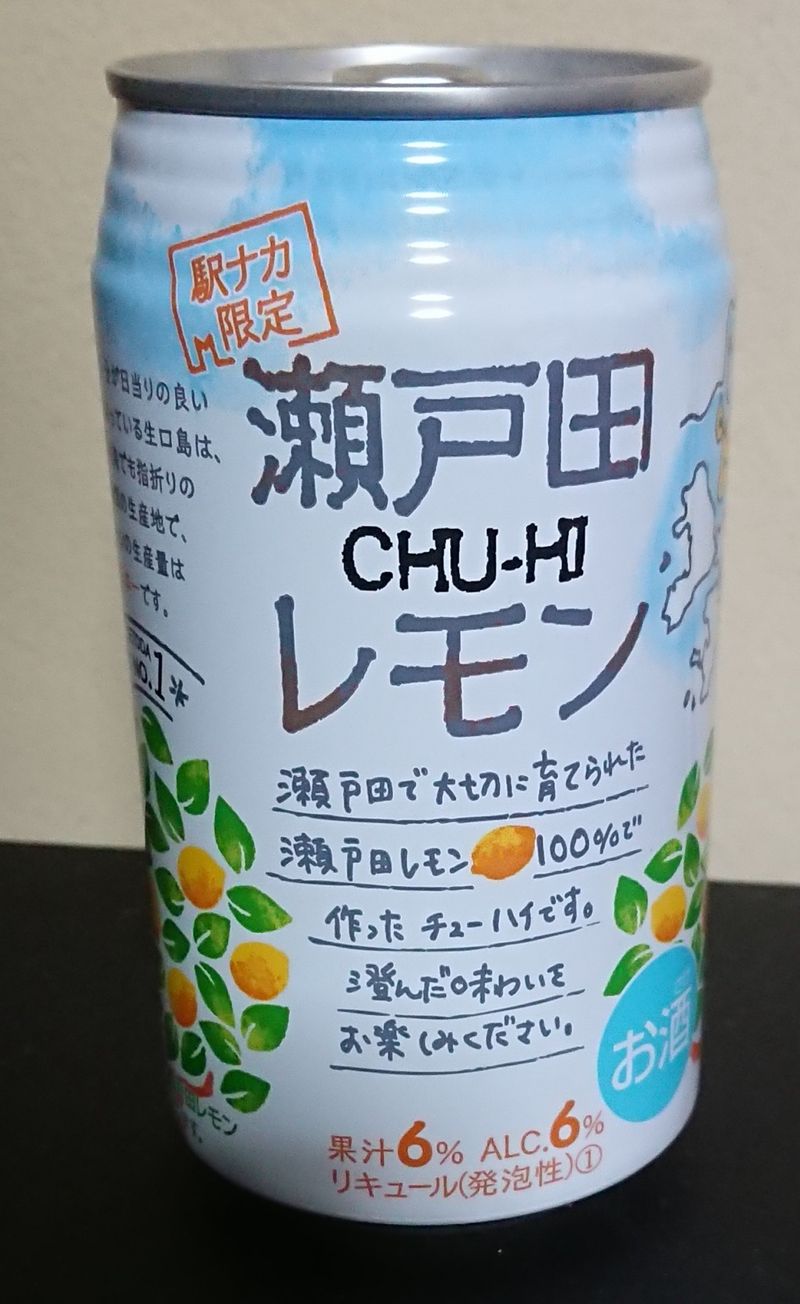 駅ナカ
限定
日当りの良い
ている生口島は、
でも指折りの
の生産地で、
の生産量は
です。
NO.1*
瀬戸田
CHU-HI
レモン
瀬戸田で大切に育てられた
瀬戸田レモン100%で
作ったチューハイです。
澄んだ味わいを
お楽しみください。
お酒
田レモン
す。
果汁6% ALC.6%
リキュール(発泡性)①